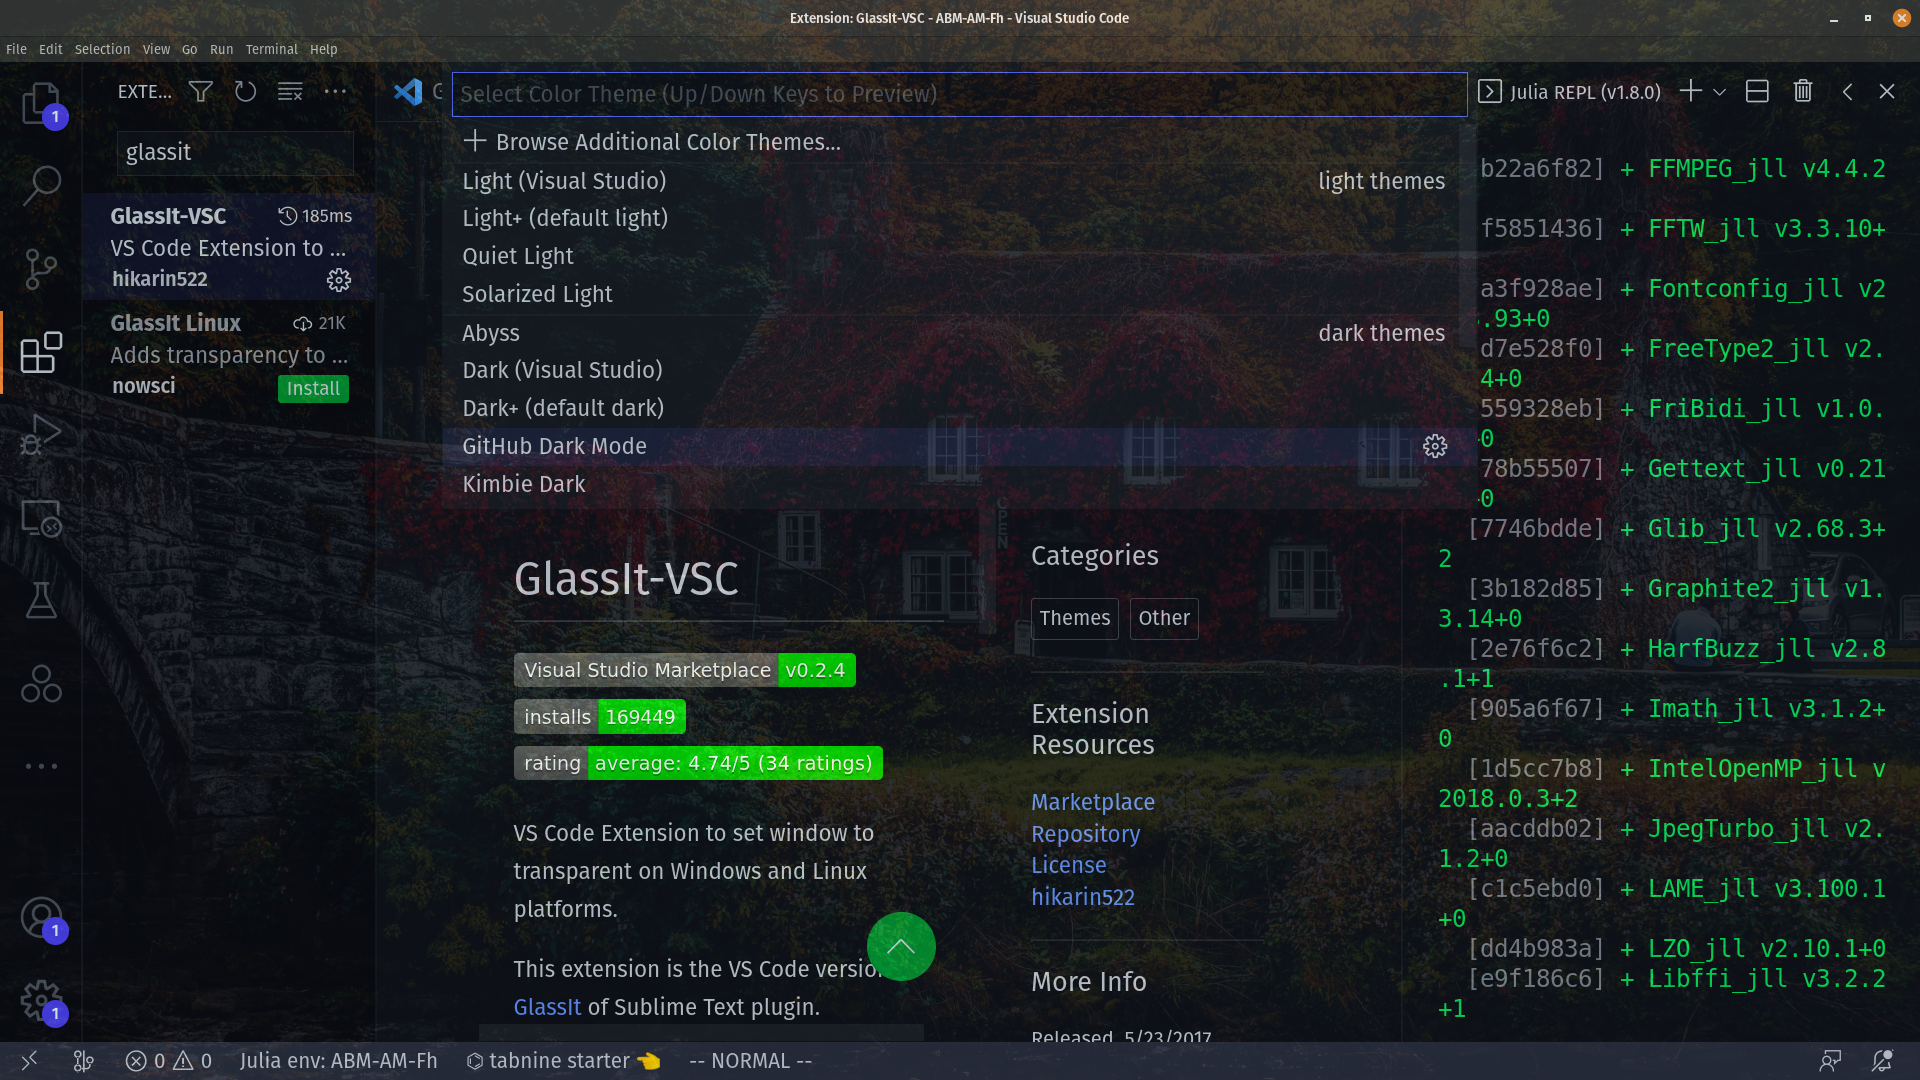 Extension: GlassIt-VSC - ABM-AM-Fh - Visual Studio Code
File Edit Selection View Go Run Terminal Help
EXTE...
glassit
GlassIt-VSC 185ms
VS Code Extension to ...
hikarin522
GlassIt Linux 21K
Adds transparency to ...
nowsci Install
1
1
1
G
Select Color Theme (Up/Down Keys to Preview)
Browse Additional Color Themes...
Light (Visual Studio) light themes
Light+ (default light)
Quiet Light
Solarized Light
Abyss dark themes
Dark (Visual Studio)
Dark+ (default dark)
GitHub Dark Mode
Kimbie Dark
OPEN
GlassIt-VSC
Visual Studio Marketplace v0.2.4
installs 169449
rating average: 4.74/5 (34 ratings)
VS Code Extension to set window to
transparent on Windows and Linux
platforms.
This extension is the VS Code
GlassIt of Sublime Text plugin.
Categories
Themes Other
Extension
Resources
Marketplace
Repository
License
hikarin522
More Info
Released 5/23/2017
Julia REPL (v1.8.0)
b22a6f82] + FFMPEG_jll v4.4.2
f5851436] + FFTW_jll v3.3.10+
a3f928ae] + Fontconfig_jll v2
.93+0
d7e528f0] + FreeType2_jll v2.
4+0
559328eb] + FriBidi_jll v1.0.
+0
78b55507] + Gettext_jll v0.21
+0
[7746bdde] + Glib_jll v2.68.3+
2
[3b182d85] + Graphite2_jll v1.
3.14+0
[2e76f6c2] + HarfBuzz_jll v2.8
.1+1
[905a6f67] + Imath_jll v3.1.2+
0
[1d5cc7b8] + IntelOpenMP_jll v
2018.0.3+2
[aacddb02] + JpegTurbo_jll v2.
1.2+0
[c1c5ebd0] + LAME_jll v3.100.1
+0
[dd4b983a] + LZO_jll v2.10.1+0
[e9f186c6] + Libffi_jll v3.2.2
+1
0 0 Julia env: ABM-AM-Fh tabnine starter 👈 -- NORMAL --